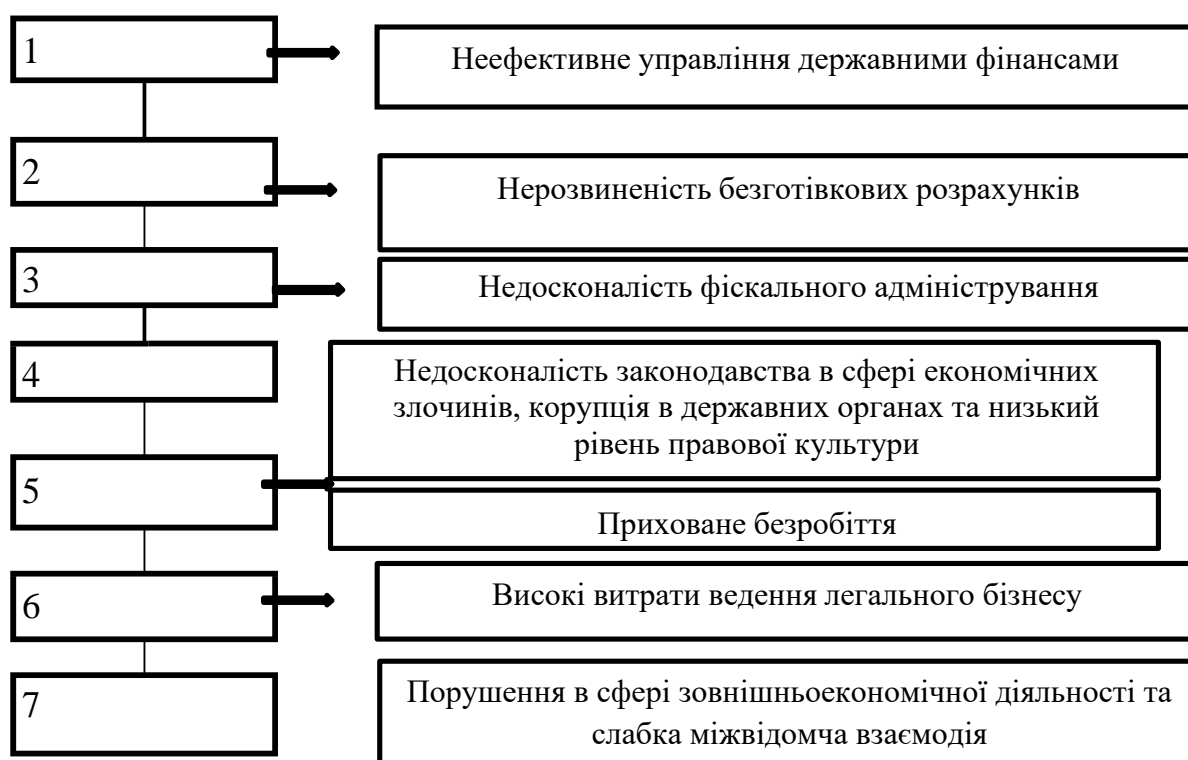 1
Неефективне управління державними фінансами
2
Нерозвиненість безготівкових розрахунків
3
Недосконалість фіскального адміністрування
4
Недосконалість законодавства в сфері економічних
злочинів, корупція в державних органах та низький
рівень правової культури
5
Приховане безробіття
6
Високі витрати ведення легального бізнесу
7
Порушення в сфері зовнішньоекономічної діяльності та
слабка міжвідомча взаємодія